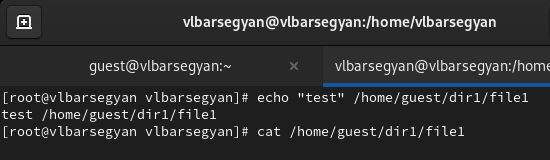 vlbarsegyan@vlbarsegyan:/home/vlbarsegyan
guest@vlbarsegyan:~
vlbarsegyan@vlbarsegyan:/home
[root@vlbarsegyan vlbarsegyan]# echo "test" /home/guest/dir1/file1
test /home/guest/dir1/file1
[root@vlbarsegyan vlbarsegyan]# cat /home/guest/dir1/file1